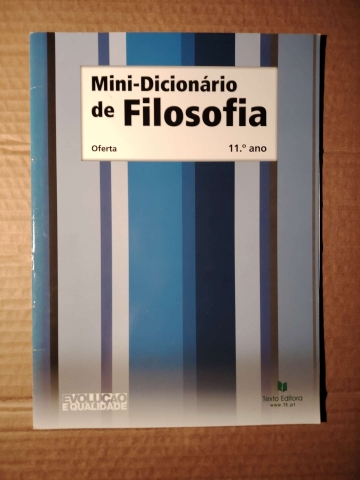 Mini-Dicionário
de Filosofia
Oferta 11.º ano
EVOLUÇÃO
E QUALIDADE
Texto Editora
www.te.pt